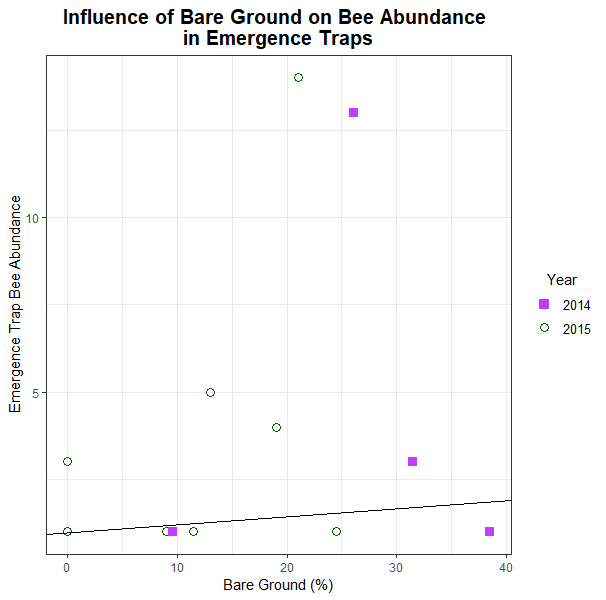 Influence of Bare Ground on Bee Abundance
in Emergence Traps
Emergence Trap Bee Abundance
10
5
0
10
20
30
40
Bare Ground (%)
Year
2014
2015